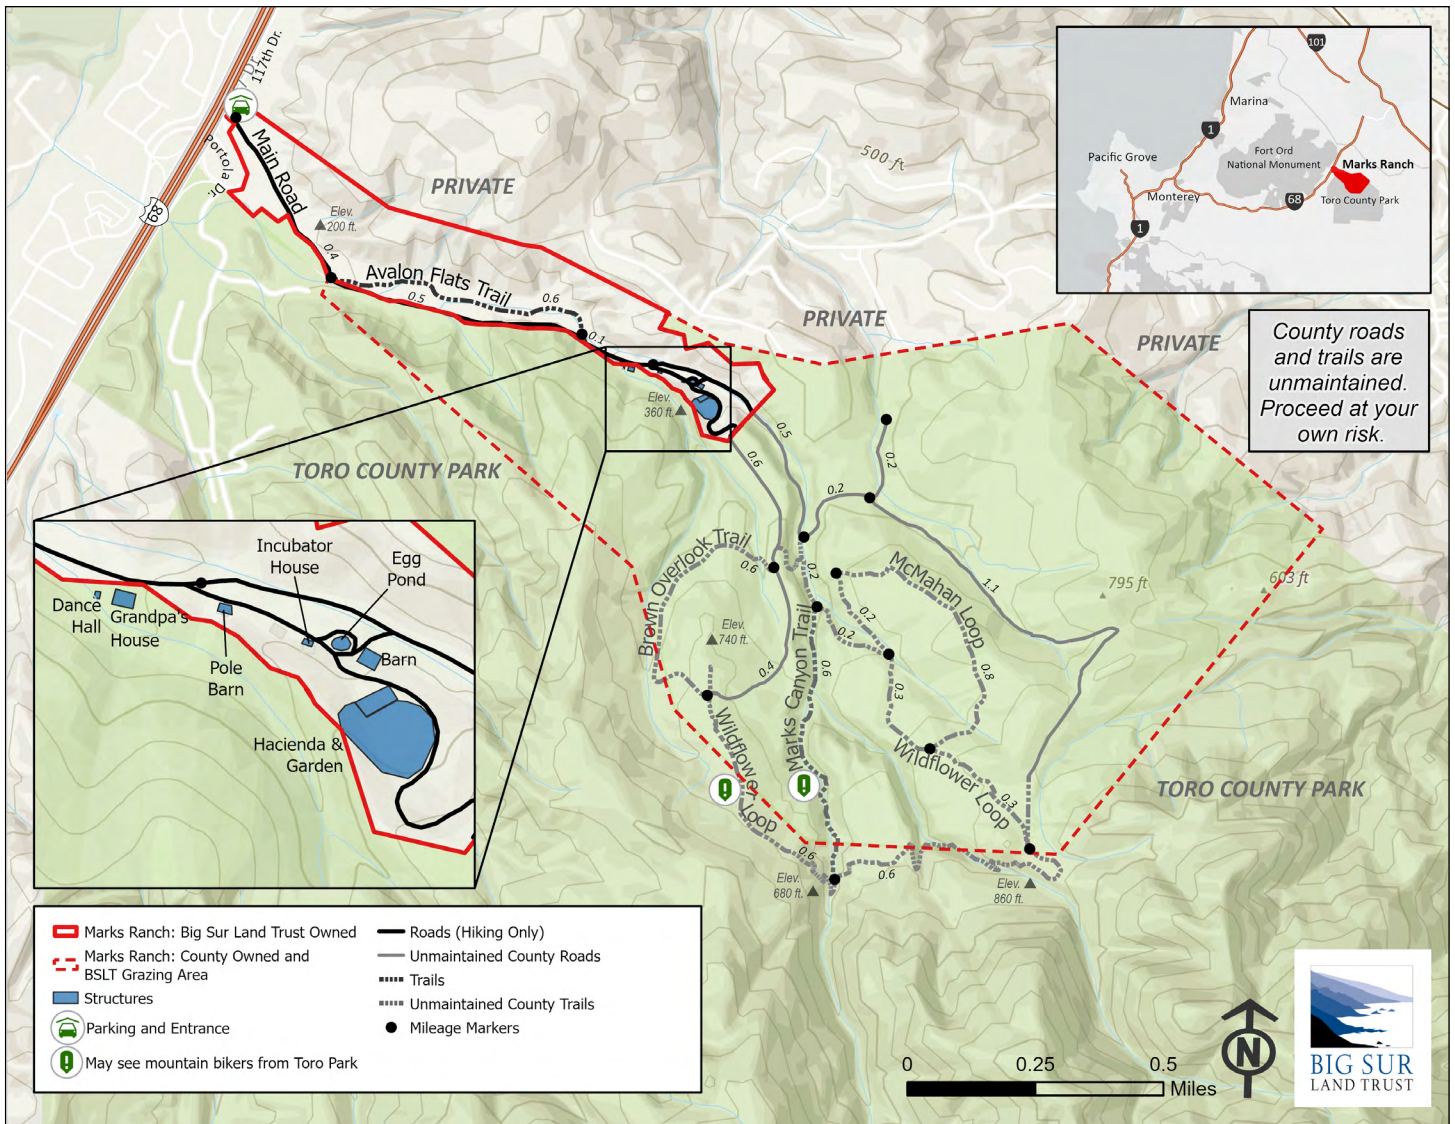 117th Dr.
Dr.
Portola Dr.
Main Road
68
PRIVATE
500 ft
Elev.
200 ft.
0.4
Avalon Flats Trail
0.5
0.6
0.1
PRIVATE
PRIVATE
Elev.
360 ft.
TORO COUNTY PARK
0.5
0.6
0.2
0.2
Brown Overlook Trail
0.6
0.2
McMahan Loop
1.1
795 ft
603 ft
0.2
0.2
Elev.
740 ft.
0.4
Marks Canyon Trail
0.6
0.3
0.8
Wildflower Loop
Wildflower Loop
0.3
0.6
0.6
Elev.
680 ft.
Elev.
860 ft.
TORO COUNTY PARK
101
Marina
1
Pacific Grove
Fort Ord
National Monument
Marks Ranch
Monterey
68
Toro County Park
1
County roads
and trails are
unmaintained.
Proceed at your
own risk.
Incubator
House
Egg
Pond
Dance
Hall
Grandpa's
House
Pole
Barn
Barn
Hacienda &
Garden
Marks Ranch: Big Sur Land Trust Owned
Marks Ranch: County Owned and
BSLT Grazing Area
Structures
Parking and Entrance
May see mountain bikers from Toro Park
Roads (Hiking Only)
Unmaintained County Roads
Trails
Unmaintained County Trails
Mileage Markers
0
0.25
0.5
Miles
N
BIG SUR
LAND TRUST